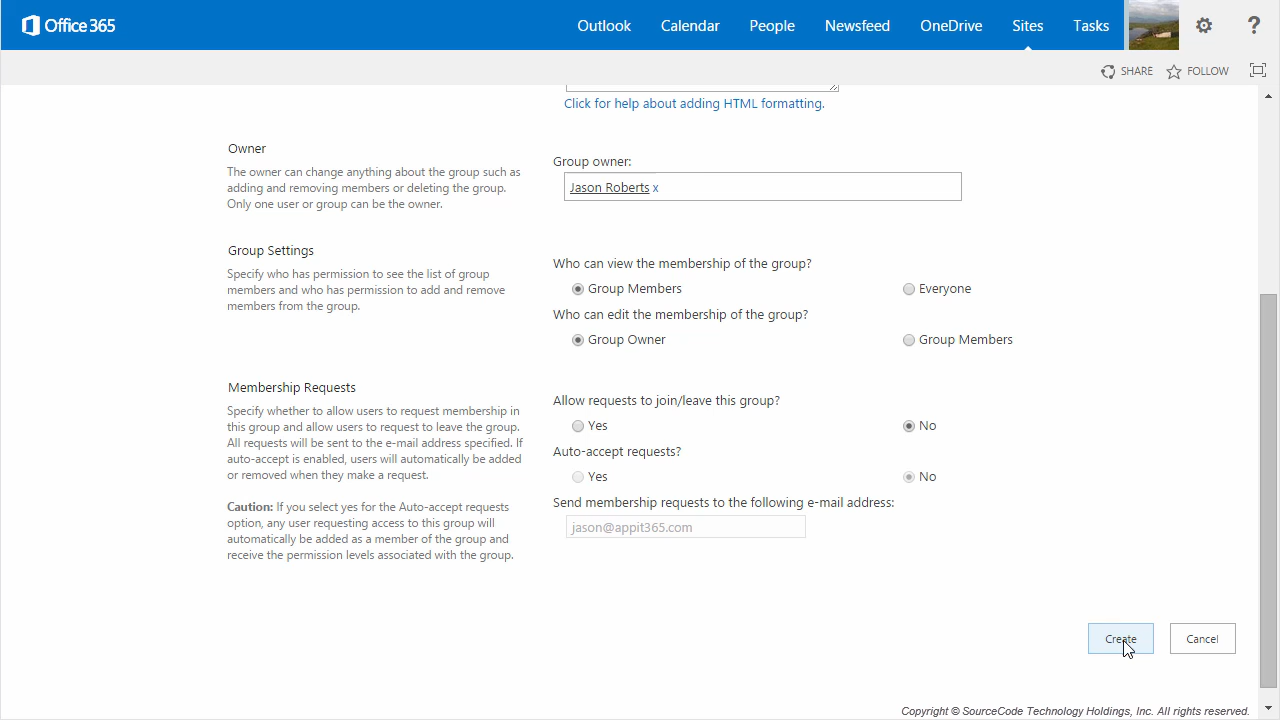 Office 365
Outlook Calendar People Newsfeed OneDrive Sites Tasks ?
SHARE FOLLOW
Click for help about adding HTML formatting.
Owner
The owner can change anything about the group such as
adding and removing members or deleting the group.
Only one user or group can be the owner.
Group owner:
Jason Roberts x
Group Settings
Specify who has permission to see the list of group
members and who has permission to add and remove
members from the group.
Who can view the membership of the group?
Group Members Everyone
Who can edit the membership of the group?
Group Owner Group Members
Membership Requests
Specify whether to allow users to request membership in
this group and allow users to request to leave the group.
All requests will be sent to the e-mail address specified. If
auto-accept is enabled, users will automatically be added
or removed when they make a request.
Caution: If you select yes for the Auto-accept requests
option, any user requesting access to this group will
automatically be added as a member of the group and
receive the permission levels associated with the group.
Allow requests to join/leave this group?
Yes No
Auto-accept requests?
Yes No
Send membership requests to the following e-mail address:
jason@appit365.com
Create Cancel
Copyright © SourceCode Technology Holdings, Inc. All rights reserved.